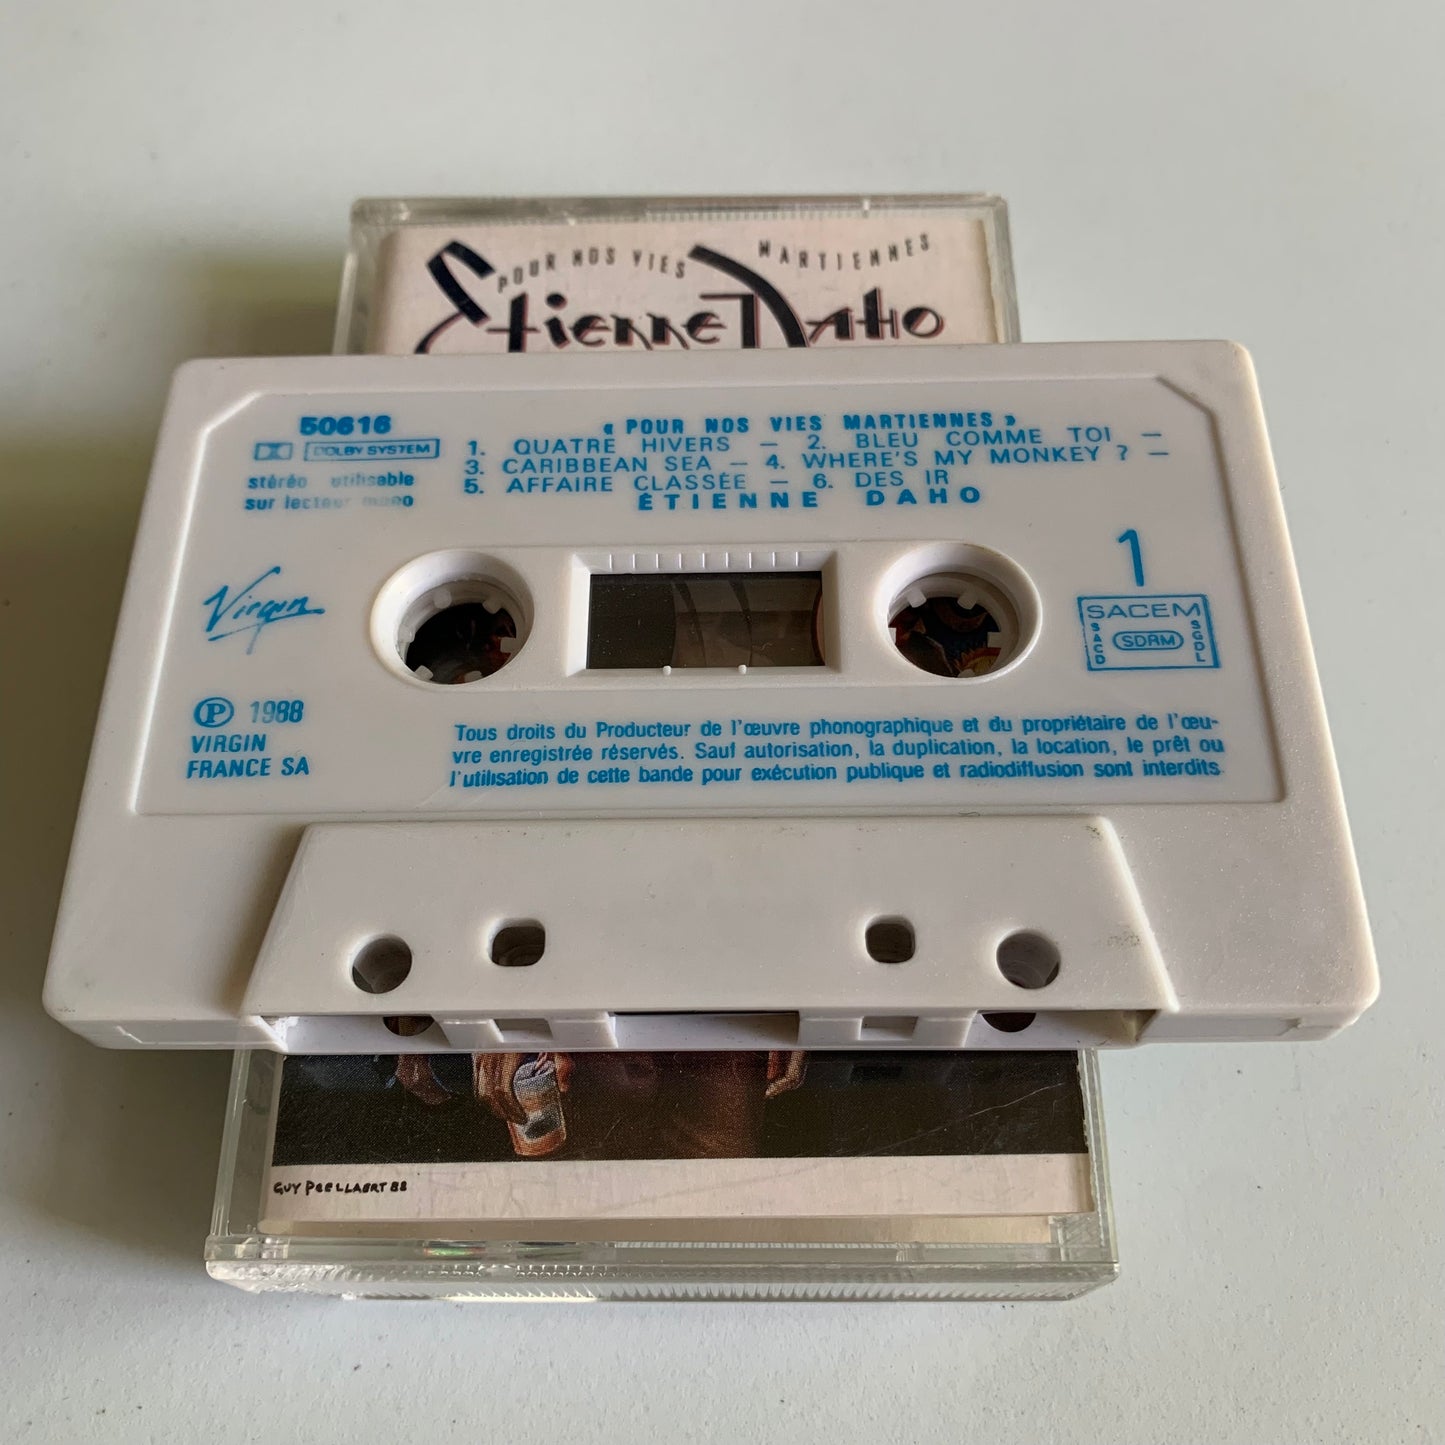 POUR NOS VIES MARTIENNES
Etienne Daho
50616
DOLBY SYSTEM
stéréo utilisable
sur lecteur mono
« POUR NOS VIES MARTIENNES »
1. QUATRE HIVERS – 2. BLEU COMME TOI –
3. CARIBBEAN SEA – 4. WHERE'S MY MONKEY ? –
5. AFFAIRE CLASSÉE – 6. DES IR
ÉTIENNE DAHO
Virgin
1
SACEM
SACD
SDRM
SGDL
Ⓟ 1988
VIRGIN
FRANCE SA
Tous droits du Producteur de l'œuvre phonographique et du propriétaire de l'œu-
vre enregistrée réservés. Sauf autorisation, la duplication, la location, le prêt ou
l'utilisation de cette bande pour exécution publique et radiodiffusion sont interdits
GUY PEELLAERT 88